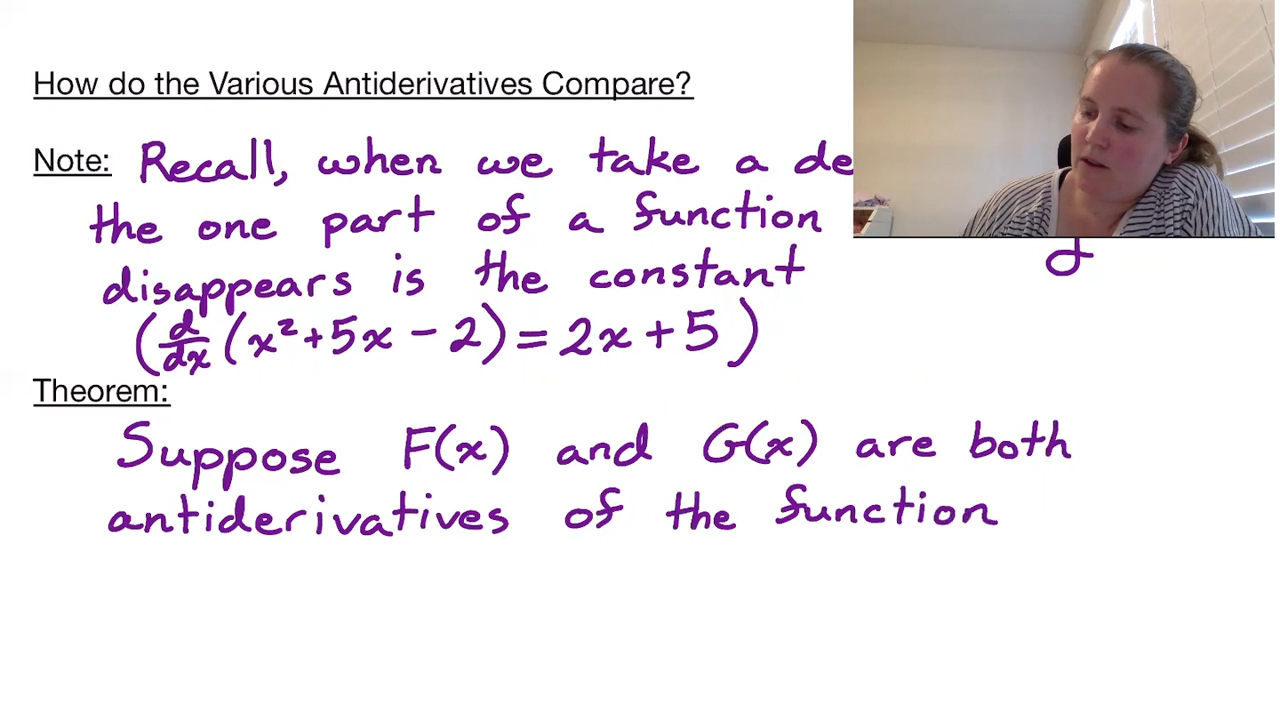 How do the Various Antiderivatives Compare?
Note: Recall, when we take a de
the one part of a function
disappears is the constant
(d/dx (x²+5x-2)=2x+5)
Theorem:
Suppose F(x) and G(x) are both
antiderivatives of the function